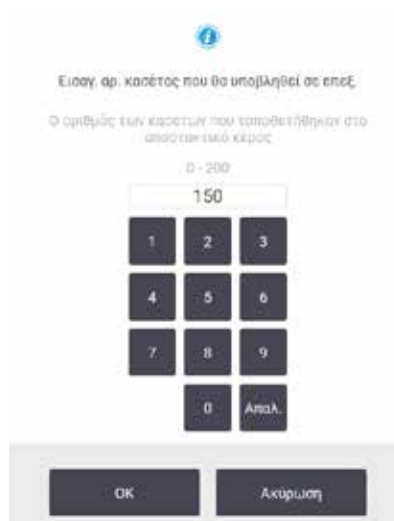 Εισαγ. αρ. κασέτας που θα υποβληθεί σε επεξ.
Ο αριθμός των κασετών που τοποθετήθηκαν στο
αποστακτικό κερός
0 - 200
150
1 2 3
4 5 6
7 8 9
0 Απαλ.
OK Ακύρωση